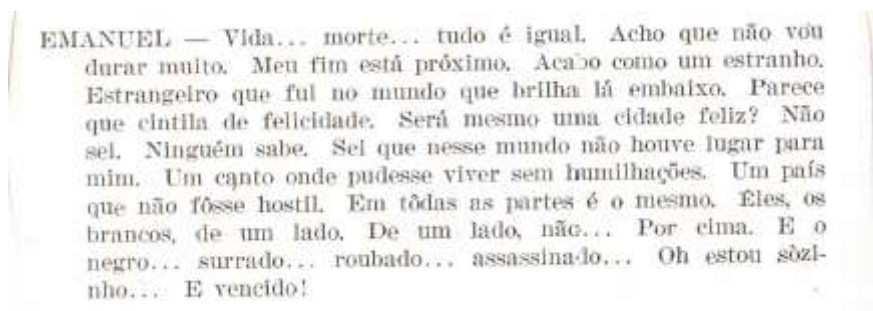 EMANUEL — Vida... morte... tudo é igual. Acho que não vou
durar muito. Meu fim está próximo. Acabo como um estranho.
Estrangeiro que fui no mundo que brilha lá embaixo. Parece
que cintila de felicidade. Será mesmo uma cidade feliz? Não
sei. Ninguém sabe. Sei que nesse mundo não houve lugar para
mim. Um canto onde pudesse viver sem humilhações. Um país
que não fôsse hostil. Em tôdas as partes é o mesmo. Êles, os
brancos, de um lado. De um lado, não... Por cima. E o
negro... surrado... roubado... assassinado... Oh estou sòzi-
nho... E vencido!